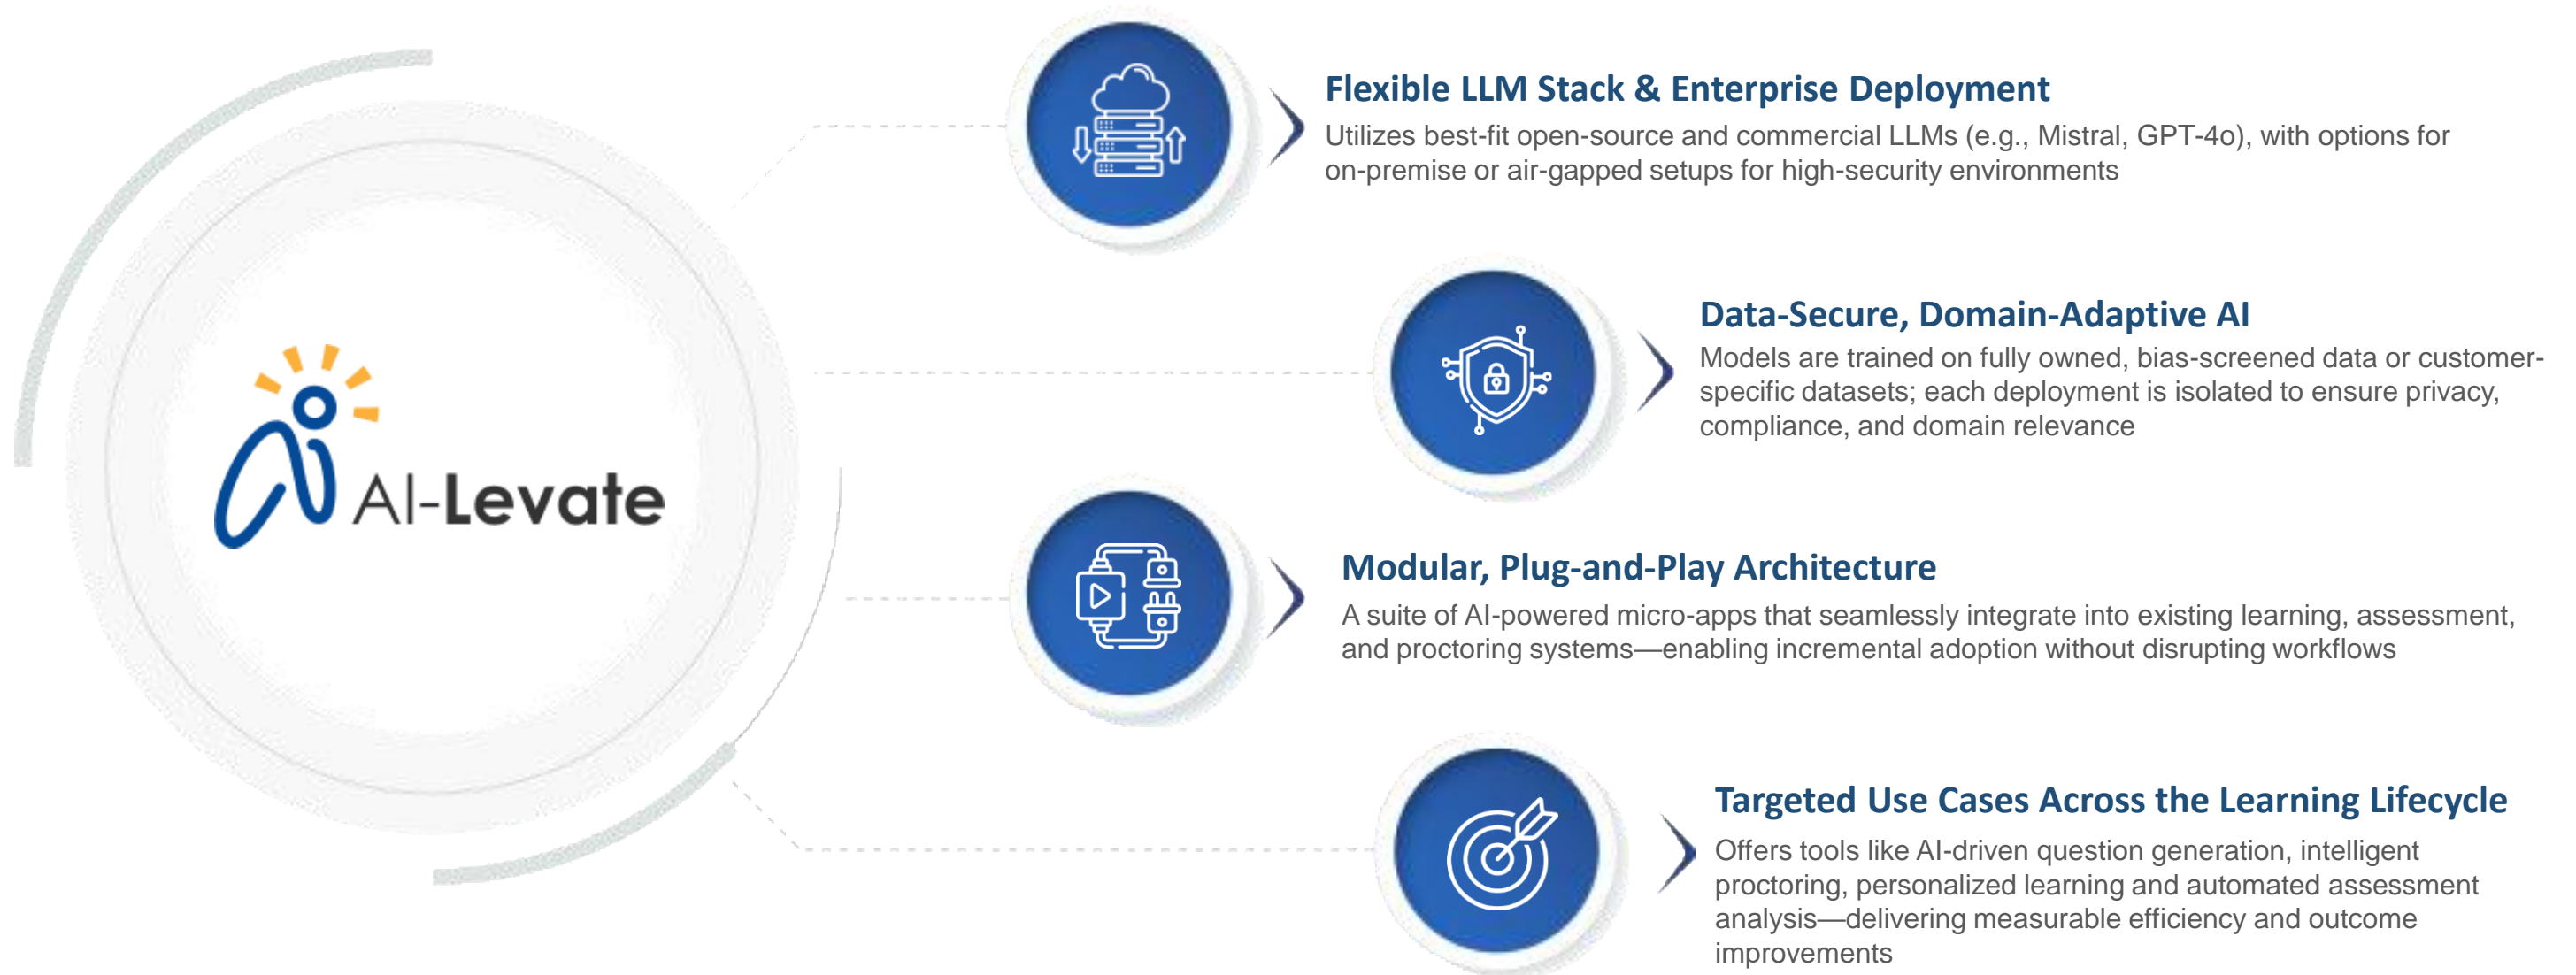 AI-Levate
Flexible LLM Stack & Enterprise Deployment
Utilizes best-fit open-source and commercial LLMs (e.g., Mistral, GPT-4o), with options for
on-premise or air-gapped setups for high-security environments
Data-Secure, Domain-Adaptive AI
Models are trained on fully owned, bias-screened data or customer-
specific datasets; each deployment is isolated to ensure privacy,
compliance, and domain relevance
Modular, Plug-and-Play Architecture
A suite of AI-powered micro-apps that seamlessly integrate into existing learning, assessment,
and proctoring systems—enabling incremental adoption without disrupting workflows
Targeted Use Cases Across the Learning Lifecycle
Offers tools like AI-driven question generation, intelligent
proctoring, personalized learning and automated assessment
analysis—delivering measurable efficiency and outcome
improvements